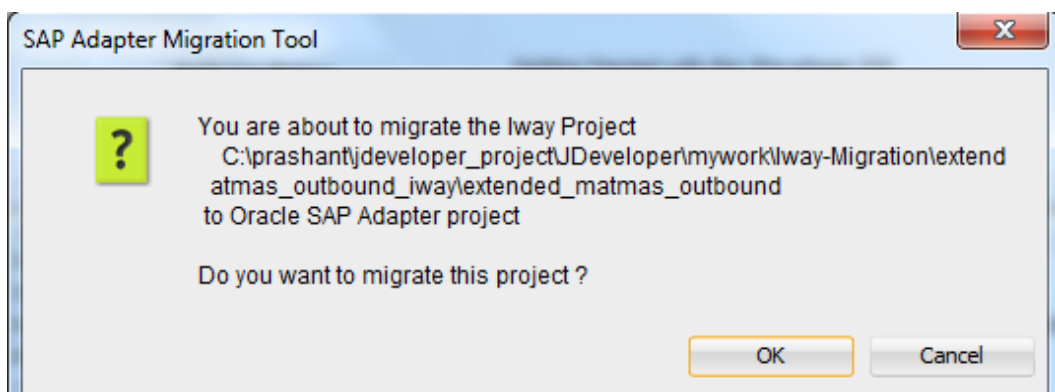 SAP Adapter Migration Tool
You are about to migrate the Iway Project
C:\prashant\jdeveloper_project\JDeveloper\mywork\Iway-Migration\extend
atmas_outbound_iway\extended_matmas_outbound
to Oracle SAP Adapter project
Do you want to migrate this project ?
OK
Cancel